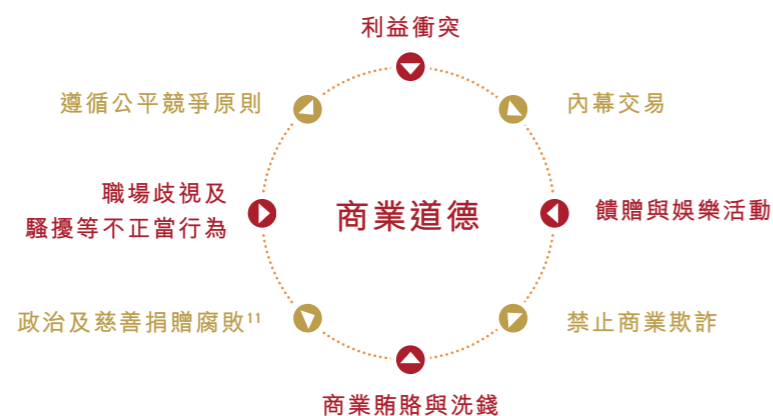 利益衝突
遵循公平競爭原則
內幕交易
職場歧視及
騷擾等不正當行為
商業道德
饋贈與娛樂活動
政治及慈善捐贈腐敗¹¹
禁止商業欺詐
商業賄賂與洗錢